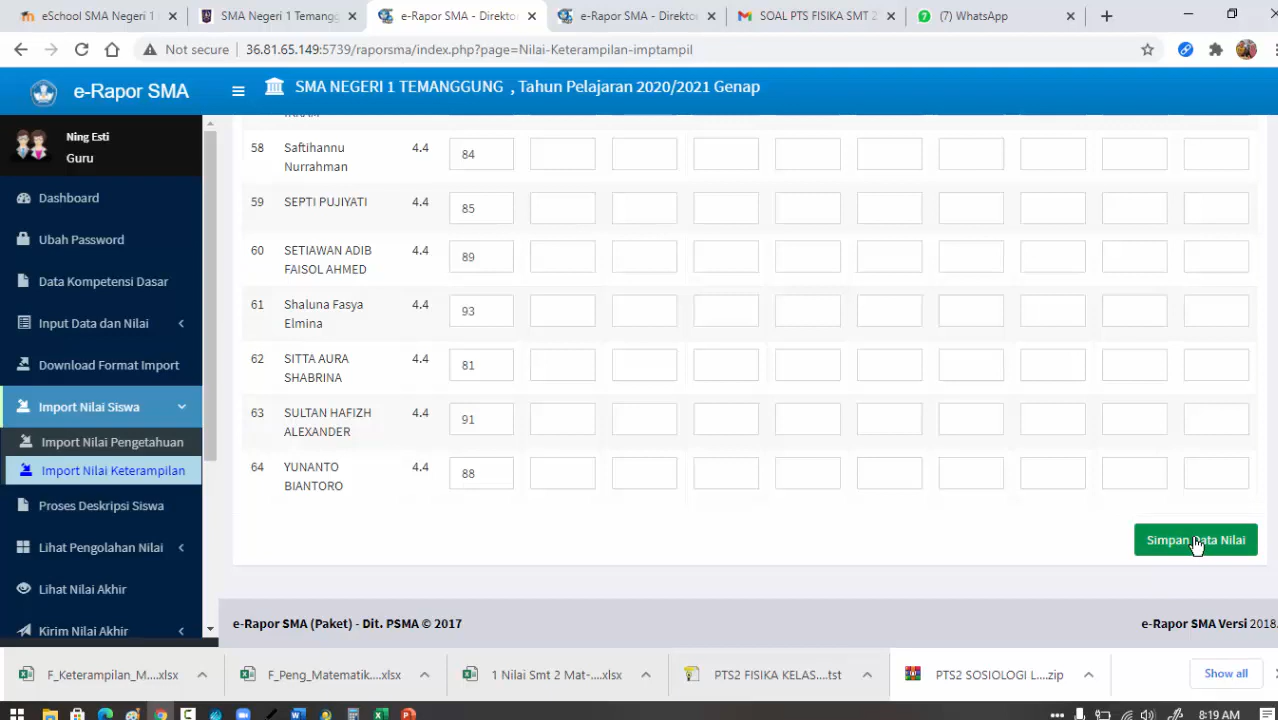 eSchool SMA Negeri 1
SMA Negeri 1 Temangg
e-Rapor SMA - Direkto
e-Rapor SMA - Direktor
SOAL PTS FISIKA SMT 2
(7) WhatsApp
Not secure 36.81.65.149:5739/raporsma/index.php?page=Nilai-Keterampilan-imptampil
e-Rapor SMA
SMA NEGERI 1 TEMANGGUNG , Tahun Pelajaran 2020/2021 Genap
Ning Esti
Guru
Dashboard
Ubah Password
Data Kompetensi Dasar
Input Data dan Nilai
Download Format Import
Import Nilai Siswa
Import Nilai Pengetahuan
Import Nilai Keterampilan
Proses Deskripsi Siswa
Lihat Pengolahan Nilai
Lihat Nilai Akhir
Kirim Nilai Akhir
58 Saftihannu Nurrahman 4.4 84
59 SEPTI PUJIYATI 4.4 85
60 SETIAWAN ADIB FAISOL AHMED 4.4 89
61 Shaluna Fasya Elmina 4.4 93
62 SITTA AURA SHABRINA 4.4 81
63 SULTAN HAFIZH ALEXANDER 4.4 91
64 YUNANTO BIANTORO 4.4 88
Simpan Data Nilai
e-Rapor SMA (Paket) - Dit. PSMA © 2017
e-Rapor SMA Versi 2018.
F_Keterampilan_M....xlsx
F_Peng_Matematik....xlsx
1 Nilai Smt 2 Mat-....xlsx
PTS2 FISIKA KELAS....tst
PTS2 SOSIOLOGI L....zip
Show all
8:19 AM